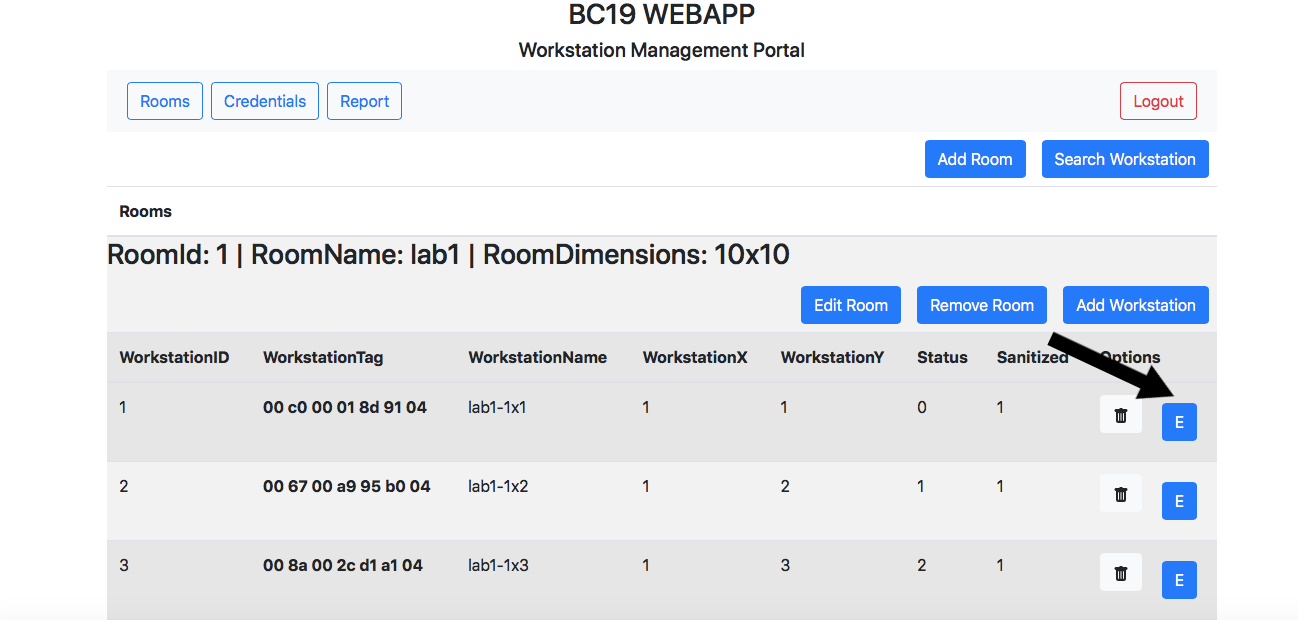 BC19 WEBAPP
Workstation Management Portal
Rooms Credentials Report Logout
Add Room Search Workstation
Rooms
RoomId: 1 | RoomName: lab1 | RoomDimensions: 10x10
Edit Room Remove Room Add Workstation
WorkstationID WorkstationTag WorkstationName WorkstationX WorkstationY Status Sanitized Options
1 00 c0 00 01 8d 91 04 lab1-1x1 1 1 0 1 E
2 00 67 00 a9 95 b0 04 lab1-1x2 1 2 1 1 E
3 00 8a 00 2c d1 a1 04 lab1-1x3 1 3 2 1 E